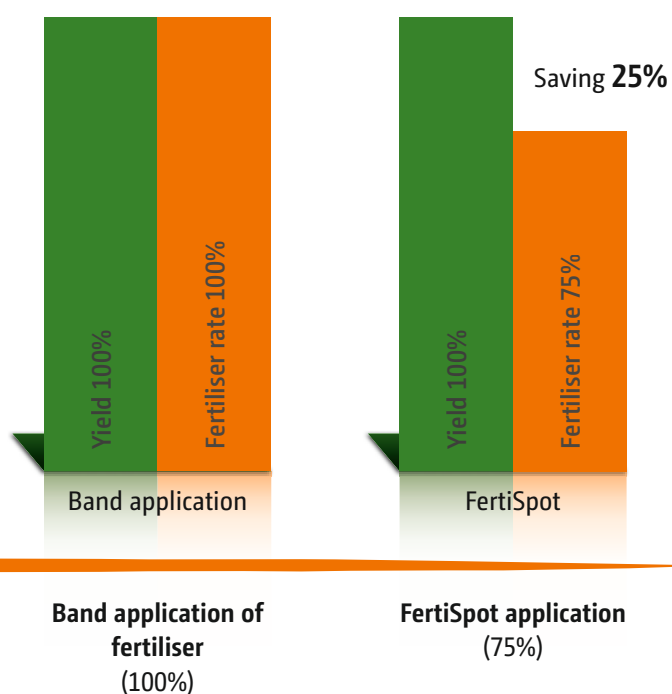 Saving 25%
Yield 100%
Fertiliser rate 100%
Yield 100%
Fertiliser rate 75%
Band application
FertiSpot
Band application of
fertiliser
(100%)
FertiSpot application
(75%)